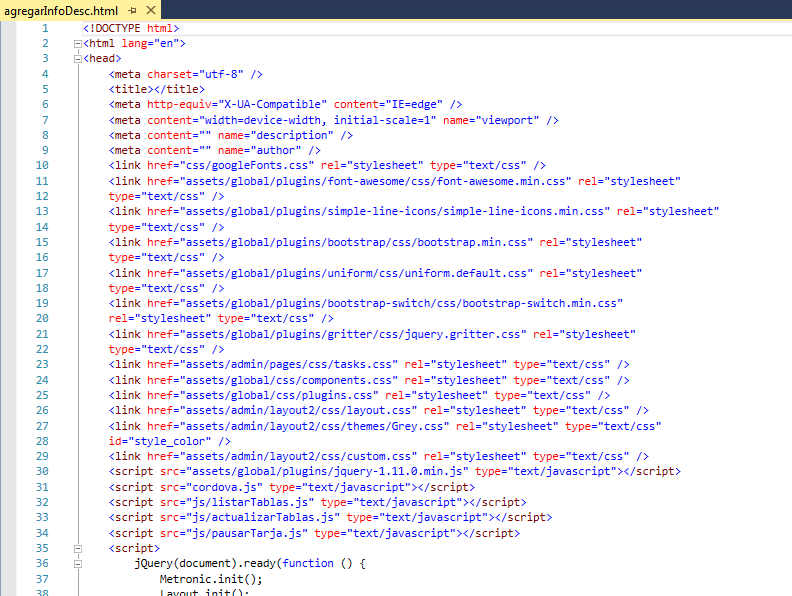 agregarInfoDesc.html
1 <!DOCTYPE html>
2 <html lang="en">
3 <head>
4 <meta charset="utf-8" />
5 <title></title>
6 <meta http-equiv="X-UA-Compatible" content="IE=edge" />
7 <meta content="width=device-width, initial-scale=1" name="viewport" />
8 <meta content="" name="description" />
9 <meta content="" name="author" />
10 <link href="css/googleFonts.css" rel="stylesheet" type="text/css" />
11 <link href="assets/global/plugins/font-awesome/css/font-awesome.min.css" rel="stylesheet"
12 type="text/css" />
13 <link href="assets/global/plugins/simple-line-icons/simple-line-icons.min.css" rel="stylesheet"
14 type="text/css" />
15 <link href="assets/global/plugins/bootstrap/css/bootstrap.min.css" rel="stylesheet"
16 type="text/css" />
17 <link href="assets/global/plugins/uniform/css/uniform.default.css" rel="stylesheet"
18 type="text/css" />
19 <link href="assets/global/plugins/bootstrap-switch/css/bootstrap-switch.min.css"
20 rel="stylesheet" type="text/css" />
21 <link href="assets/global/plugins/gritter/css/jquery.gritter.css" rel="stylesheet"
22 type="text/css" />
23 <link href="assets/admin/pages/css/tasks.css" rel="stylesheet" type="text/css" />
24 <link href="assets/global/css/components.css" rel="stylesheet" type="text/css" />
25 <link href="assets/global/css/plugins.css" rel="stylesheet" type="text/css" />
26 <link href="assets/admin/layout2/css/layout.css" rel="stylesheet" type="text/css" />
27 <link href="assets/admin/layout2/css/themes/Grey.css" rel="stylesheet" type="text/css"
28 id="style_color" />
29 <link href="assets/admin/layout2/css/custom.css" rel="stylesheet" type="text/css" />
30 <script src="assets/global/plugins/jquery-1.11.0.min.js" type="text/javascript"></script>
31 <script src="cordova.js" type="text/javascript"></script>
32 <script src="js/listarTablas.js" type="text/javascript"></script>
33 <script src="js/actualizarTablas.js" type="text/javascript"></script>
34 <script src="js/pausarTarja.js" type="text/javascript"></script>
35 <script>
36 jQuery(document).ready(function () {
37 Metronic.init();
38 Layout.init();